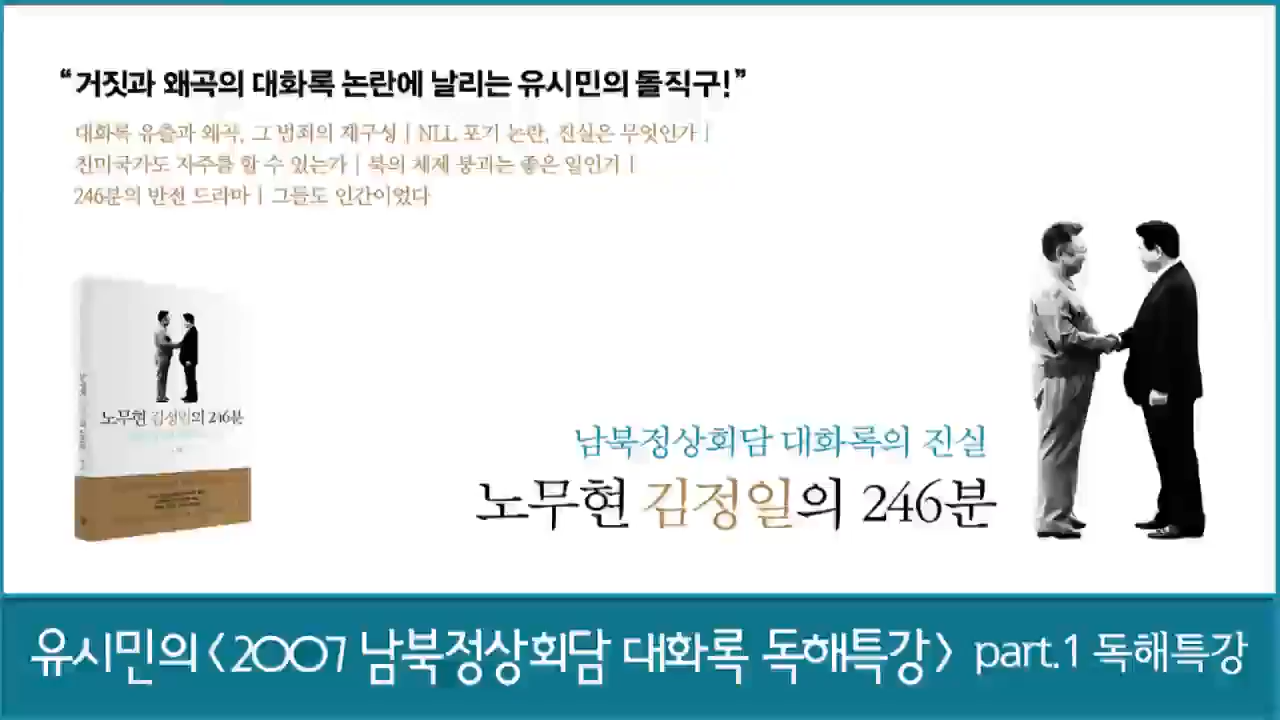 “거짓과 왜곡의 대화록 논란에 날리는 유시민의 돌직구!”
대화록 유출과 왜곡, 그 범죄의 재구성 | NLL 포기 논란, 진실은 무엇인가 |
친미국가도 자주를 할 수 있는가 | 북의 체제 붕괴는 좋은 일인가 |
246분의 반전 드라마 | 그들도 인간이었다
노무현 김정일의 246분
남북정상회담 대화록의 진실
노무현 김정일의 246분
유시민의 <2007 남북정상회담 대화록 독해특강> part.1 독해특강